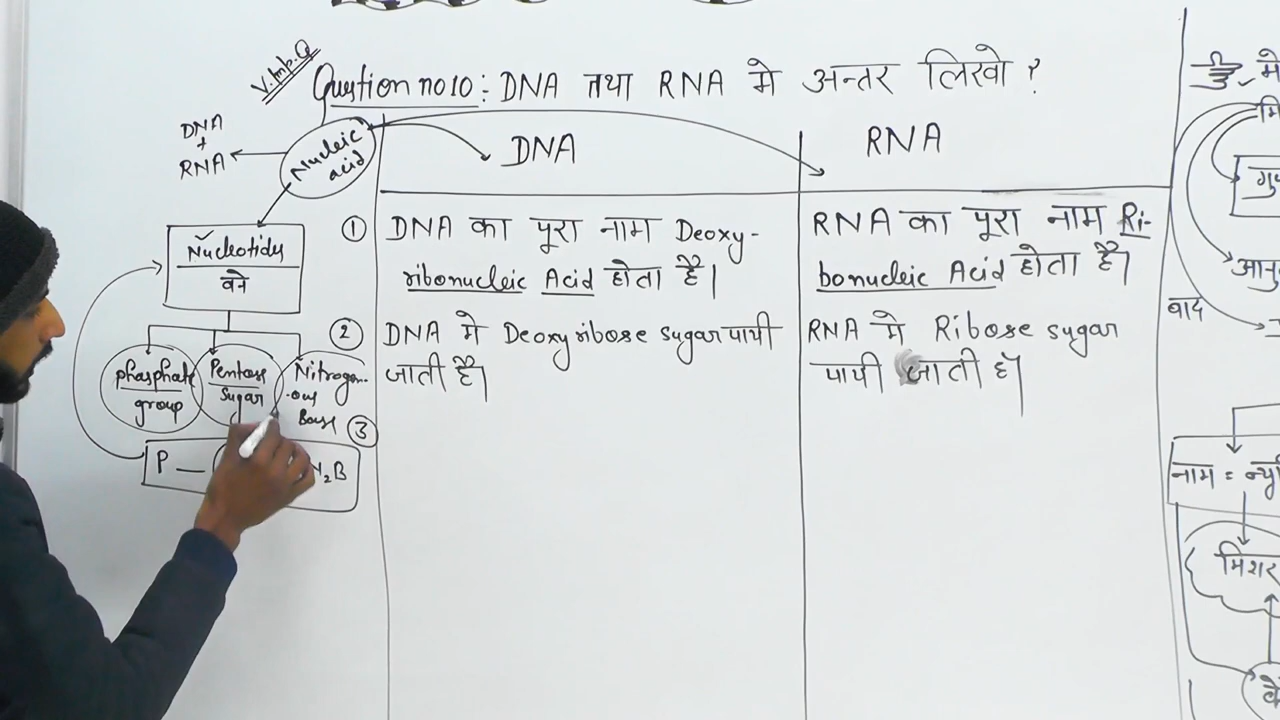 V. Imp. Q
Question no 10 : DNA तथा RNA मे अन्तर लिखो ?
DNA
+
RNA
Nucleic
acid
Nucleotides
बने
phosphate
group
Pentose
Sugar
Nitrogen-
-ous
Base
P —
N₂B
DNA
RNA
① DNA का पूरा नाम Deoxy-
ribonucleic Acid होता है।
RNA का पूरा नाम Ri-
bonucleic Acid होता है।
② DNA मे Deoxyribose sugar पायी
जाती है।
RNA मे Ribose sugar
पायी जाती है।
③
मे
वाद
नाम =